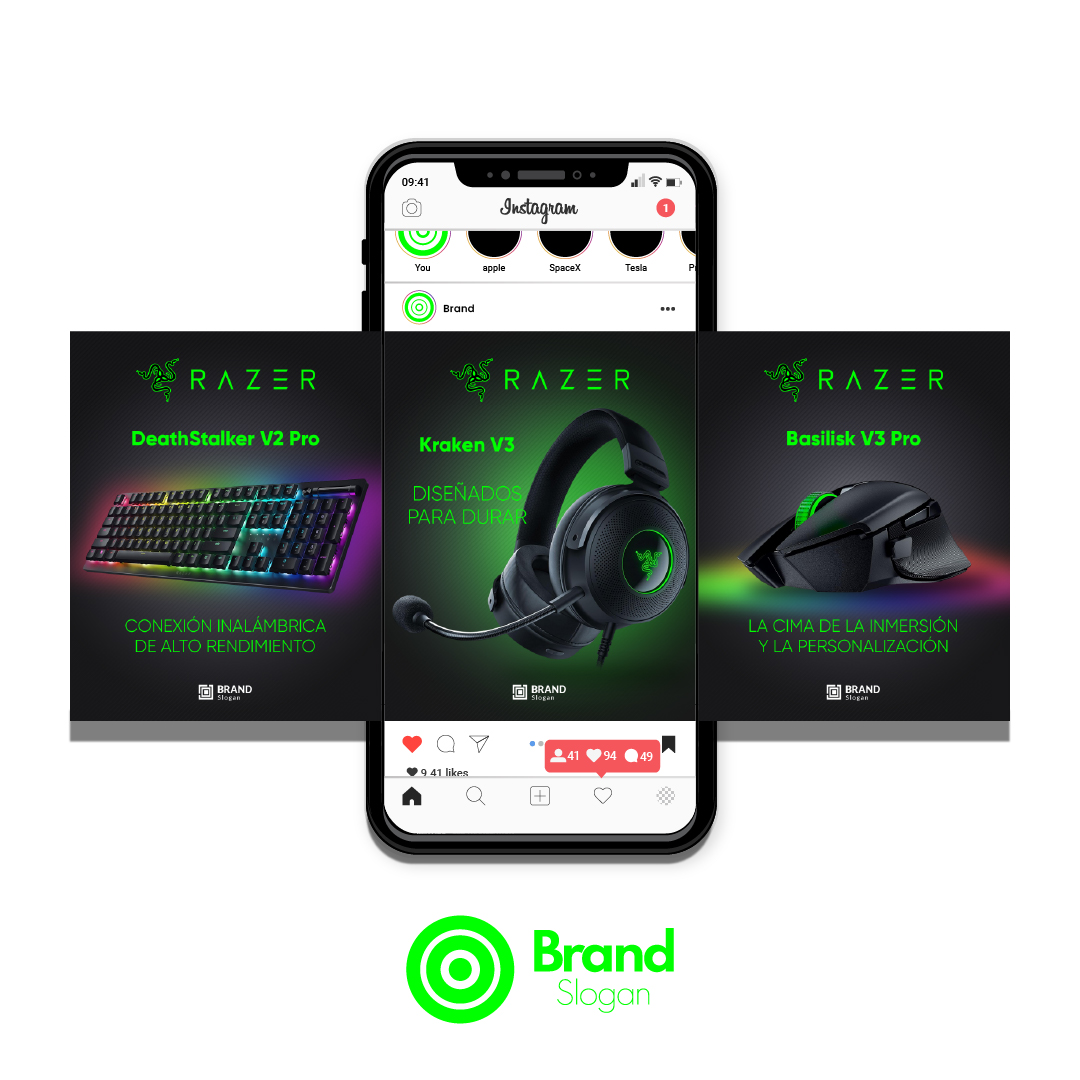 09:41
Instagram
1
You
apple
SpaceX
Tesla
Brand
RAZER
DeathStalker V2 Pro
CONEXIÓN INALÁMBRICA
DE ALTO RENDIMIENTO
BRAND
Slogan
RAZER
Kraken V3
DISEÑADOS
PARA DURAR
BRAND
Slogan
RAZER
Basilisk V3 Pro
LA CIMA DE LA INMERSIÓN
Y LA PERSONALIZACIÓN
BRAND
Slogan
41 94 49
9 41 likes
Brand
Slogan